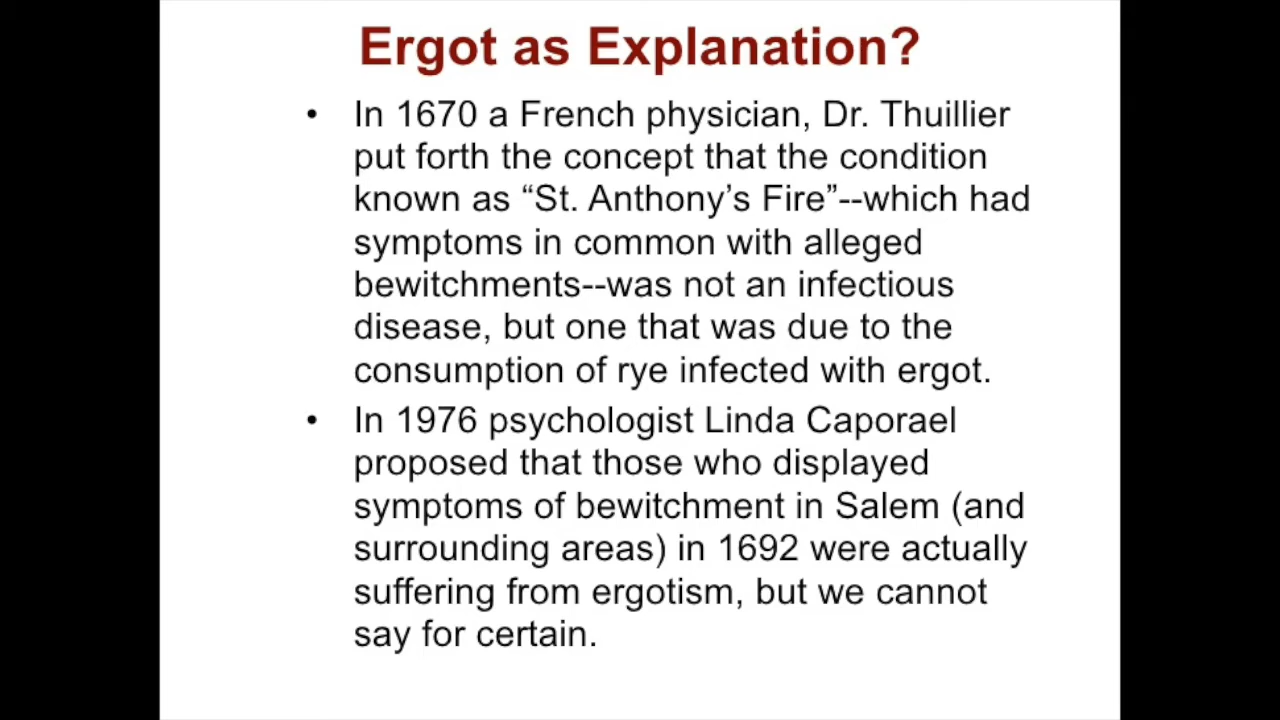 Ergot as Explanation?
• In 1670 a French physician, Dr. Thuillier
put forth the concept that the condition
known as “St. Anthony’s Fire”--which had
symptoms in common with alleged
bewitchments--was not an infectious
disease, but one that was due to the
consumption of rye infected with ergot.
• In 1976 psychologist Linda Caporael
proposed that those who displayed
symptoms of bewitchment in Salem (and
surrounding areas) in 1692 were actually
suffering from ergotism, but we cannot
say for certain.